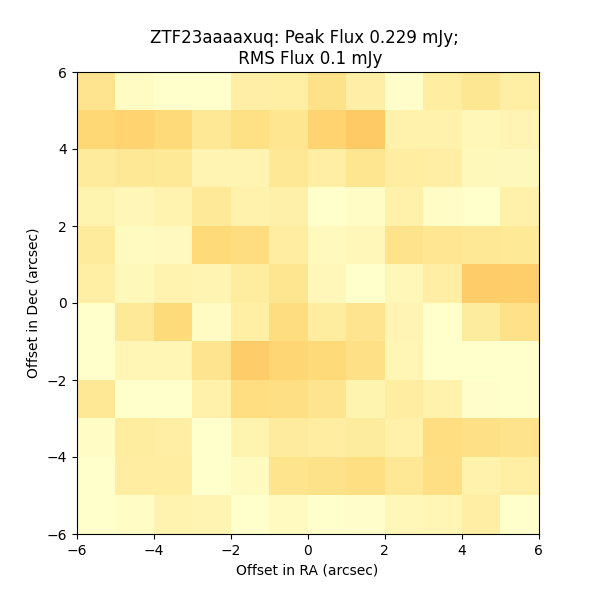 ZTF23aaaaxuq: Peak Flux 0.229 mJy;
RMS Flux 0.1 mJy
6
4
2
0
−2
−4
−6
Offset in Dec (arcsec)
−6 −4 −2 0 2 4 6
Offset in RA (arcsec)